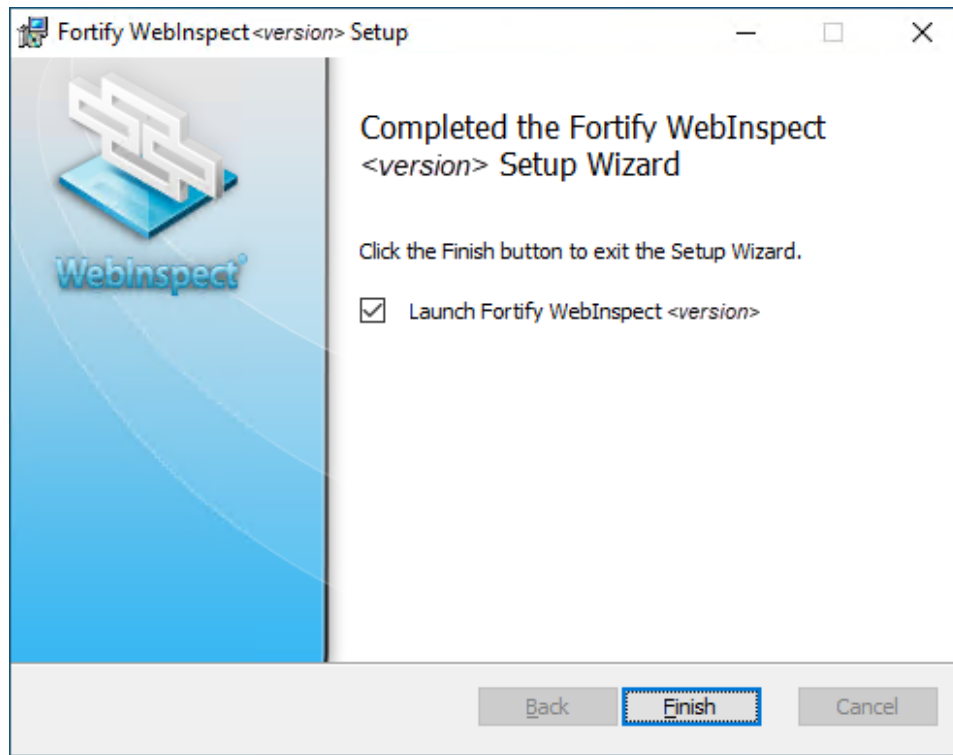 Fortify WebInspect <version> Setup
Completed the Fortify WebInspect
<version> Setup Wizard
Click the Finish button to exit the Setup Wizard.
Launch Fortify WebInspect <version>
WebInspect®
Back
Finish
Cancel